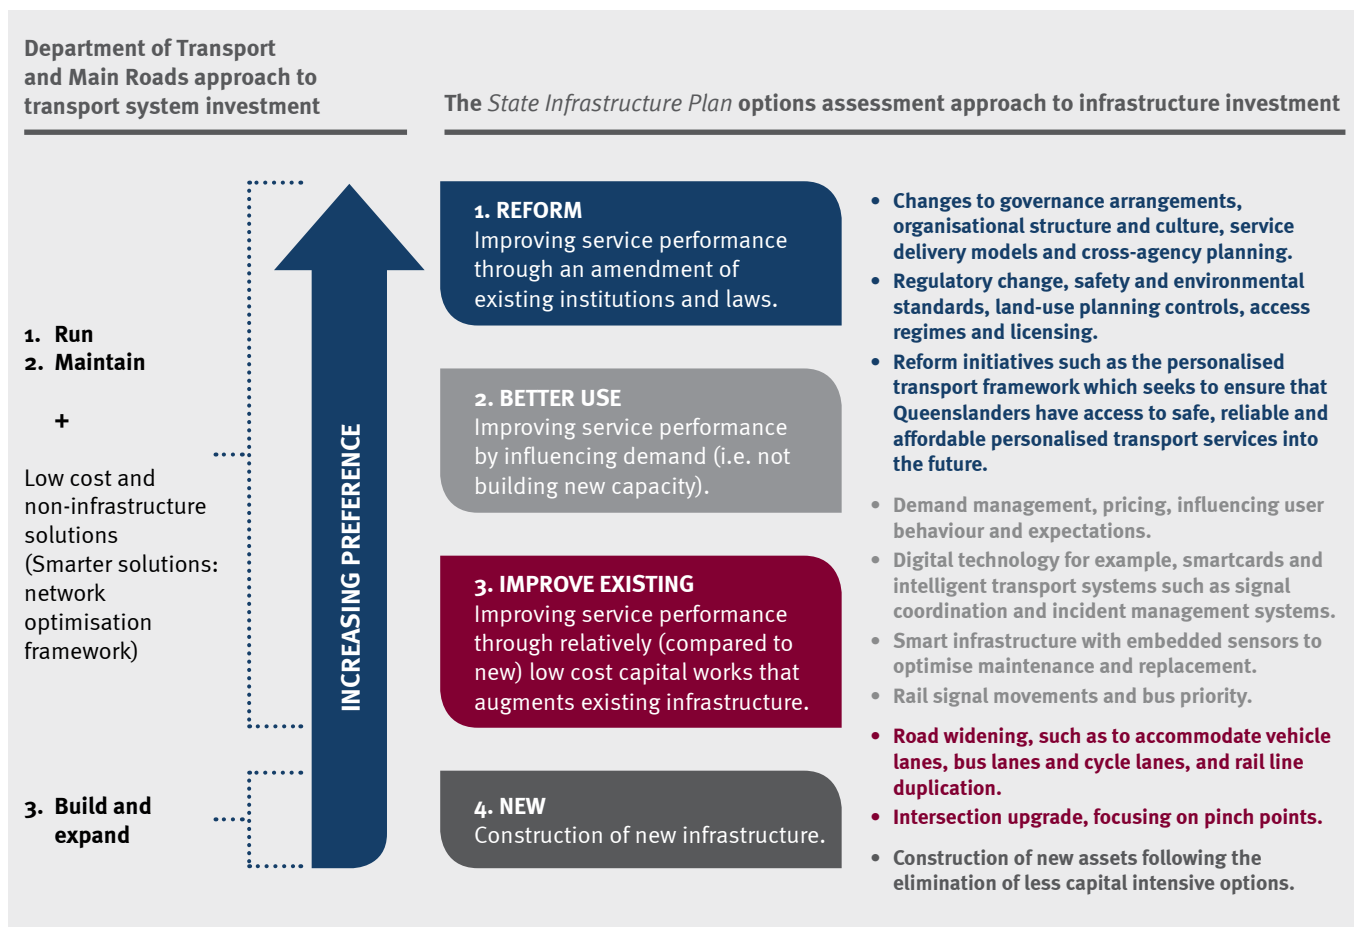 Department of Transport
and Main Roads approach to
transport system investment
The State Infrastructure Plan options assessment approach to infrastructure investment
1. Run
2. Maintain
+
Low cost and
non-infrastructure
solutions
(Smarter solutions:
network
optimisation
framework)
3. Build and
expand
INCREASING PREFERENCE
1. REFORM
Improving service performance
through an amendment of
existing institutions and laws.
2. BETTER USE
Improving service performance
by influencing demand (i.e. not
building new capacity).
3. IMPROVE EXISTING
Improving service performance
through relatively (compared to
new) low cost capital works that
augments existing infrastructure.
4. NEW
Construction of new infrastructure.
• Changes to governance arrangements,
organisational structure and culture, service
delivery models and cross-agency planning.
• Regulatory change, safety and environmental
standards, land-use planning controls, access
regimes and licensing.
• Reform initiatives such as the personalised
transport framework which seeks to ensure that
Queenslanders have access to safe, reliable and
affordable personalised transport services into
the future.
• Demand management, pricing, influencing user
behaviour and expectations.
• Digital technology for example, smartcards and
intelligent transport systems such as signal
coordination and incident management systems.
• Smart infrastructure with embedded sensors to
optimise maintenance and replacement.
• Rail signal movements and bus priority.
• Road widening, such as to accommodate vehicle
lanes, bus lanes and cycle lanes, and rail line
duplication.
• Intersection upgrade, focusing on pinch points.
• Construction of new assets following the
elimination of less capital intensive options.